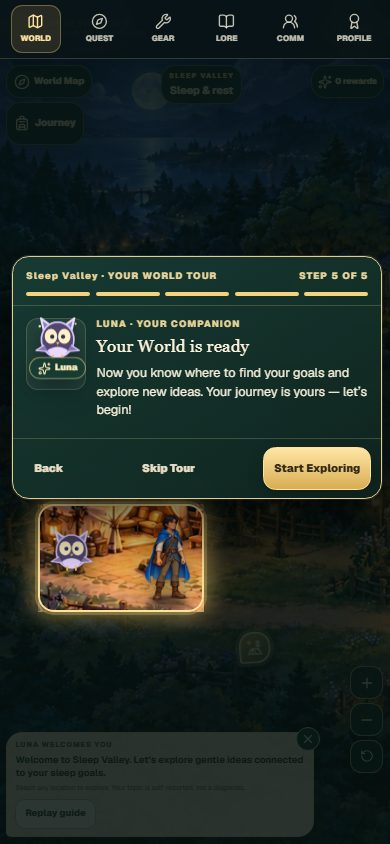 WORLD
QUEST
GEAR
LORE
COMM
PROFILE
World Map
SLEEP VALLEY
Sleep & rest
0 rewards
Journey
Sleep Valley · YOUR WORLD TOUR
STEP 5 OF 5
LUNA · YOUR COMPANION
Luna
Your World is ready
Now you know where to find your goals and
explore new ideas. Your journey is yours — let's
begin!
Back
Skip Tour
Start Exploring
LUNA WELCOMES YOU
Welcome to Sleep Valley. Let's explore gentle ideas connected
to your sleep goals.
Select any location to explore. Your topic is self-reported, not a diagnosis.
Replay guide